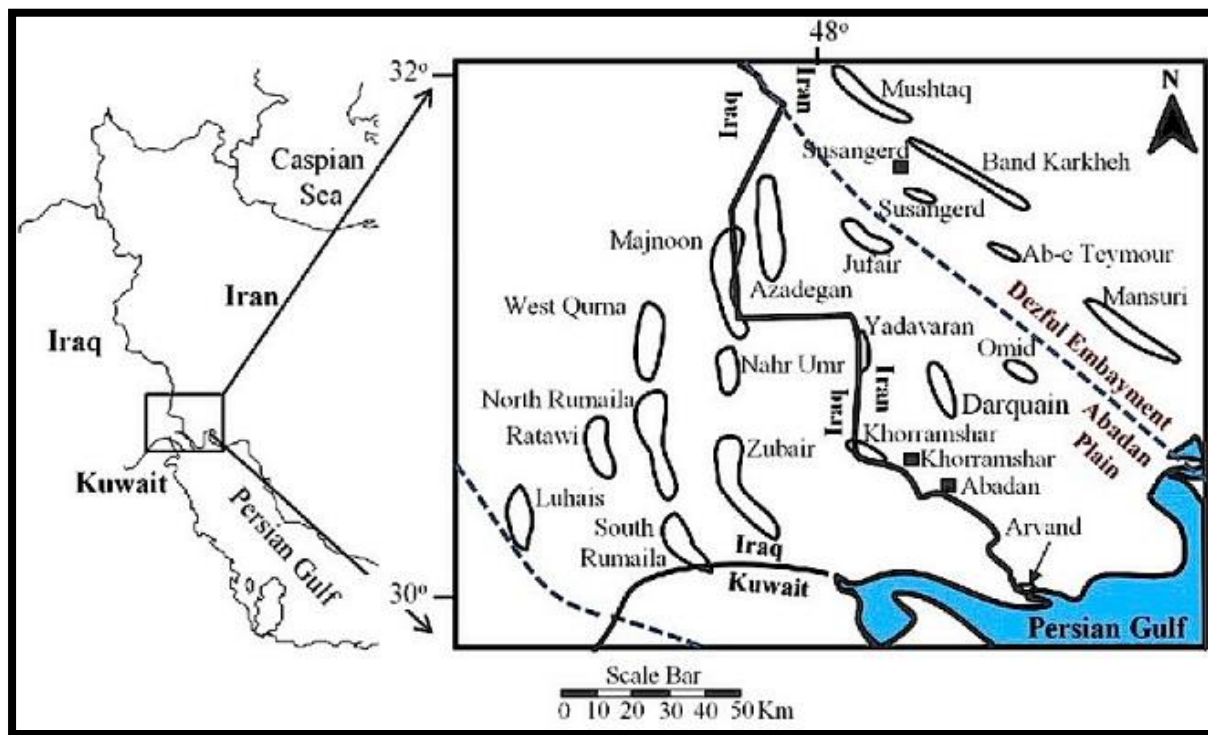 48°
32°
N
Iran
Iraq
Mushtaq
Caspian
Sea
Susangerd
Band Karkheh
Susangerd
Majnoon
Jufair
Ab-e Teymour
Iran
Azadegan
Mansuri
West Qurna
Iraq
Yadavaran
Omid
Dezful Embayment
Nahr Umr
Iran
Iraq
North Rumaila
Darquain
Abadan
Plain
Ratawi
Khorramshar
Zubair
Khorramshar
Kuwait
Abadan
Luhais
Persian Gulf
South
Rumaila
Arvand
Iraq
Kuwait
30°
Persian Gulf
Scale Bar
0 10 20 30 40 50 Km